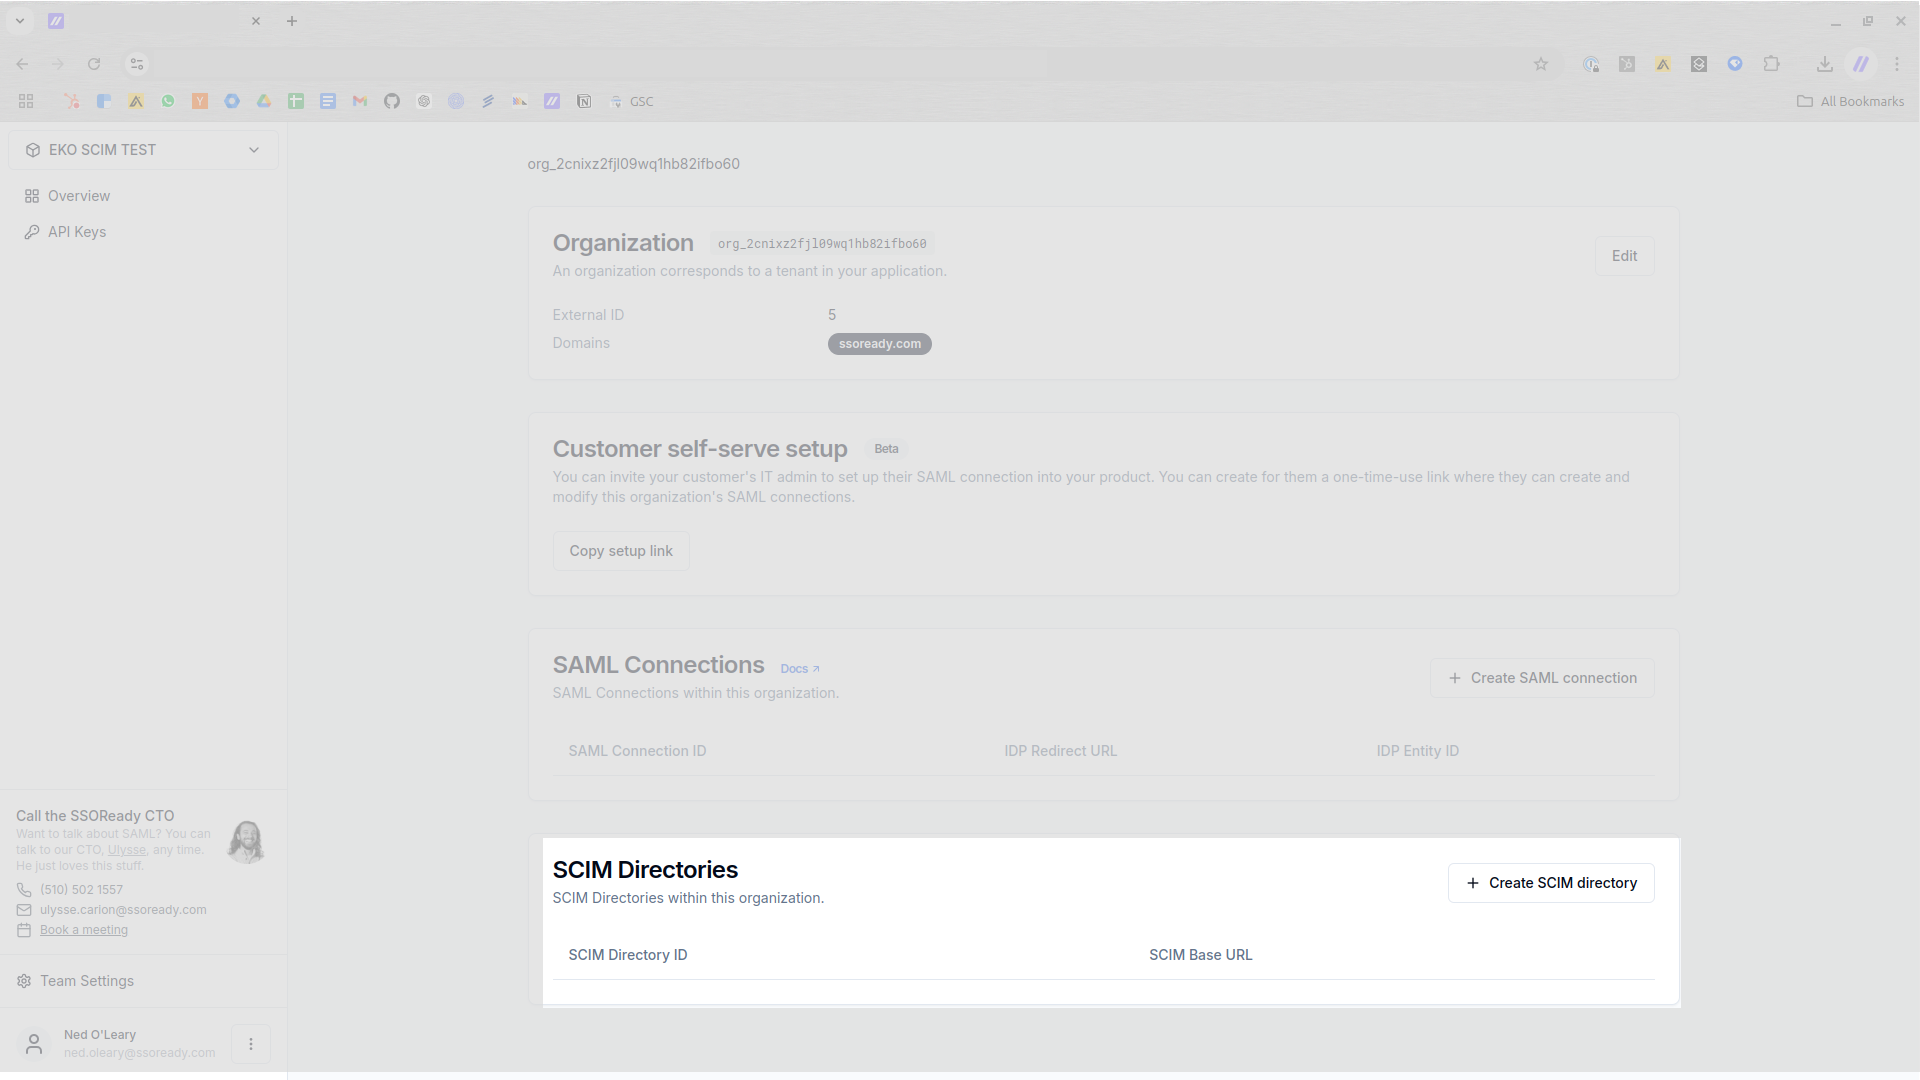 GSC
All Bookmarks
EKO SCIM TEST
Overview
API Keys
Call the SSOReady CTO
Want to talk about SAML? You can
talk to our CTO, Ulysse, any time.
He just loves this stuff.
(510) 502 1557
ulysse.carion@ssoready.com
Book a meeting
Team Settings
Ned O'Leary
ned.oleary@ssoready.com
org_2cnixz2fjl09wq1hb82ifbo60
Organization org_2cnixz2fjl09wq1hb82ifbo60
An organization corresponds to a tenant in your application.
Edit
External ID 5
Domains ssoready.com
Customer self-serve setup Beta
You can invite your customer's IT admin to set up their SAML connection into your product. You can create for them a one-time-use link where they can create and
modify this organization's SAML connections.
Copy setup link
SAML Connections Docs
SAML Connections within this organization.
Create SAML connection
SAML Connection ID IDP Redirect URL IDP Entity ID
SCIM Directories
SCIM Directories within this organization.
Create SCIM directory
SCIM Directory ID SCIM Base URL